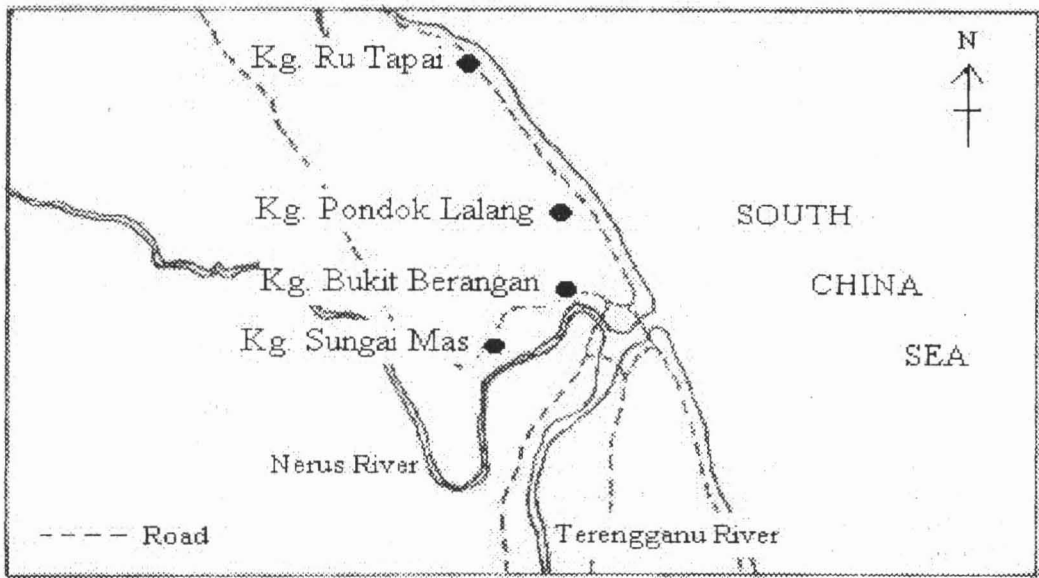 N
Kg. Ru Tapai
Kg. Pondok Lalang
SOUTH
Kg. Bukit Berangan
CHINA
Kg. Sungai Mas
SEA
Nerus River
Road
Terengganu River